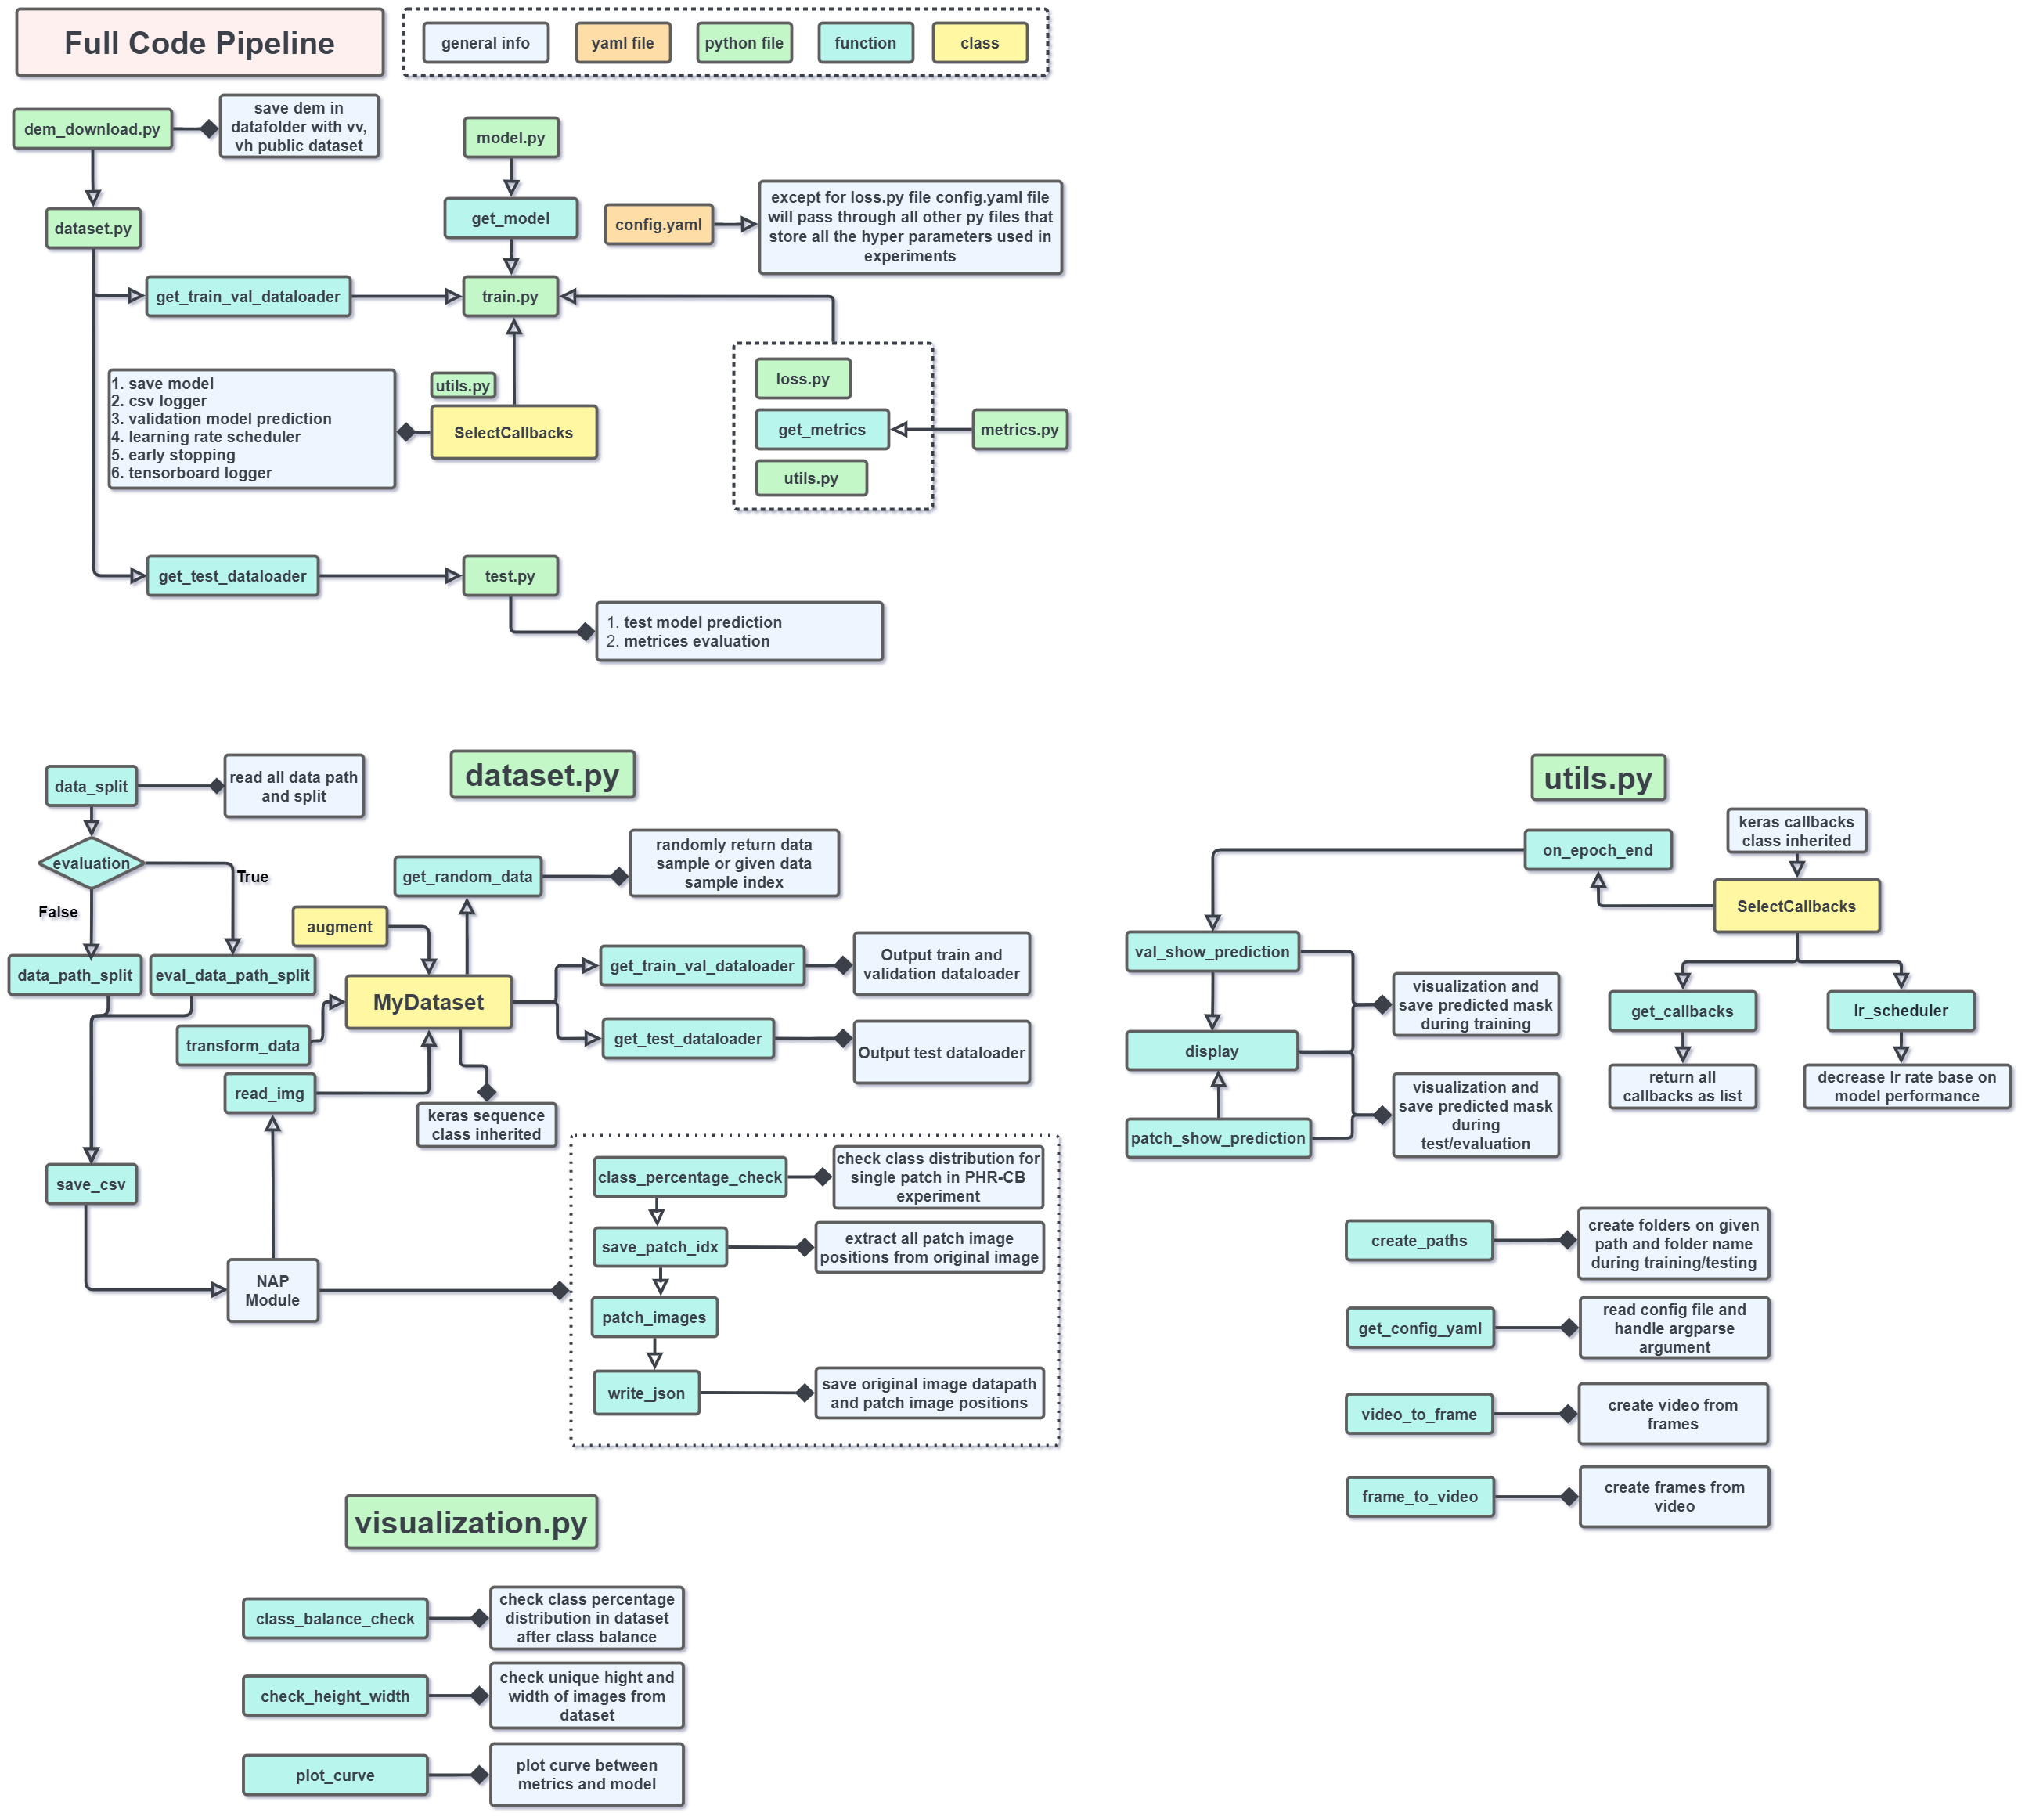 Full Code Pipeline
general info
yaml file
python file
function
class
dem_download.py
save dem in
datafolder with vv,
vh public dataset
model.py
dataset.py
get_model
config.yaml
except for loss.py file config.yaml file
will pass through all other py files that
store all the hyper parameters used in
experiments
get_train_val_dataloader
train.py
1. save model
2. csv logger
3. validation model prediction
4. learning rate scheduler
5. early stopping
6. tensorboard logger
utils.py
SelectCallbacks
loss.py
get_metrics
utils.py
metrics.py
get_test_dataloader
test.py
1. test model prediction
2. metrices evaluation
dataset.py
data_split
read all data path
and split
evaluation
True
False
data_path_split
eval_data_path_split
get_random_data
randomly return data
sample or given data
sample index
augment
MyDataset
transform_data
read_img
get_train_val_dataloader
Output train and
validation dataloader
get_test_dataloader
Output test dataloader
keras sequence
class inherited
save_csv
NAP
Module
class_percentage_check
check class distribution for
single patch in PHR-CB
experiment
save_patch_idx
extract all patch image
positions from original image
patch_images
write_json
save original image datapath
and patch image positions
utils.py
keras callbacks
class inherited
on_epoch_end
SelectCallbacks
val_show_prediction
visualization and
save predicted mask
during training
display
visualization and
save predicted mask
during
test/evaluation
patch_show_prediction
get_callbacks
lr_scheduler
return all
callbacks as list
decrease lr rate base on
model performance
create_paths
create folders on given
path and folder name
during training/testing
get_config_yaml
read config file and
handle argparse
argument
video_to_frame
create video from
frames
frame_to_video
create frames from
video
visualization.py
class_balance_check
check class percentage
distribution in dataset
after class balance
check_height_width
check unique hight and
width of images from
dataset
plot_curve
plot curve between
metrics and model